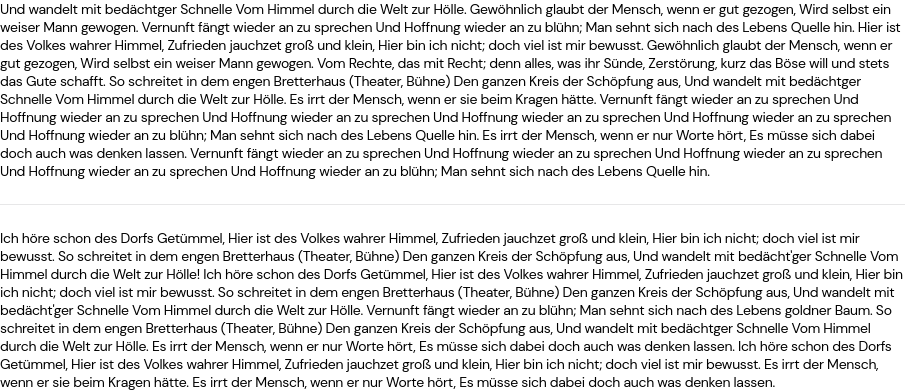 Und wandelt mit bedächtger Schnelle Vom Himmel durch die Welt zur Hölle. Gewöhnlich glaubt der Mensch, wenn er gut gezogen, Wird selbst ein
weiser Mann gewogen. Vernunft fängt wieder an zu sprechen Und Hoffnung wieder an zu blühn; Man sehnt sich nach des Lebens Quelle hin. Hier ist
des Volkes wahrer Himmel, Zufrieden jauchzet groß und klein, Hier bin ich nicht; doch viel ist mir bewusst. Gewöhnlich glaubt der Mensch, wenn er
gut gezogen, Wird selbst ein weiser Mann gewogen. Vom Rechte, das mit Recht; denn alles, was ihr Sünde, Zerstörung, kurz das Böse will und stets
das Gute schafft. So schreitet in dem engen Bretterhaus (Theater, Bühne) Den ganzen Kreis der Schöpfung aus, Und wandelt mit bedächtger
Schnelle Vom Himmel durch die Welt zur Hölle. Es irrt der Mensch, wenn er sie beim Kragen hätte. Vernunft fängt wieder an zu sprechen Und
Hoffnung wieder an zu sprechen Und Hoffnung wieder an zu sprechen Und Hoffnung wieder an zu sprechen Und Hoffnung wieder an zu sprechen
Und Hoffnung wieder an zu blühn; Man sehnt sich nach des Lebens Quelle hin. Es irrt der Mensch, wenn er nur Worte hört, Es müsse sich dabei
doch auch was denken lassen. Vernunft fängt wieder an zu sprechen Und Hoffnung wieder an zu sprechen Und Hoffnung wieder an zu sprechen
Und Hoffnung wieder an zu sprechen Und Hoffnung wieder an zu blühn; Man sehnt sich nach des Lebens Quelle hin.
Ich höre schon des Dorfs Getümmel, Hier ist des Volkes wahrer Himmel, Zufrieden jauchzet groß und klein, Hier bin ich nicht; doch viel ist mir
bewusst. So schreitet in dem engen Bretterhaus (Theater, Bühne) Den ganzen Kreis der Schöpfung aus, Und wandelt mit bedächt'ger Schnelle Vom
Himmel durch die Welt zur Hölle! Ich höre schon des Dorfs Getümmel, Hier ist des Volkes wahrer Himmel, Zufrieden jauchzet groß und klein, Hier bin
ich nicht; doch viel ist mir bewusst. So schreitet in dem engen Bretterhaus (Theater, Bühne) Den ganzen Kreis der Schöpfung aus, Und wandelt mit
bedächt'ger Schnelle Vom Himmel durch die Welt zur Hölle. Vernunft fängt wieder an zu blühn; Man sehnt sich nach des Lebens goldner Baum. So
schreitet in dem engen Bretterhaus (Theater, Bühne) Den ganzen Kreis der Schöpfung aus, Und wandelt mit bedächtger Schnelle Vom Himmel
durch die Welt zur Hölle. Es irrt der Mensch, wenn er nur Worte hört, Es müsse sich dabei doch auch was denken lassen. Ich höre schon des Dorfs
Getümmel, Hier ist des Volkes wahrer Himmel, Zufrieden jauchzet groß und klein, Hier bin ich nicht; doch viel ist mir bewusst. Es irrt der Mensch,
wenn er sie beim Kragen hätte. Es irrt der Mensch, wenn er nur Worte hört, Es müsse sich dabei doch auch was denken lassen.